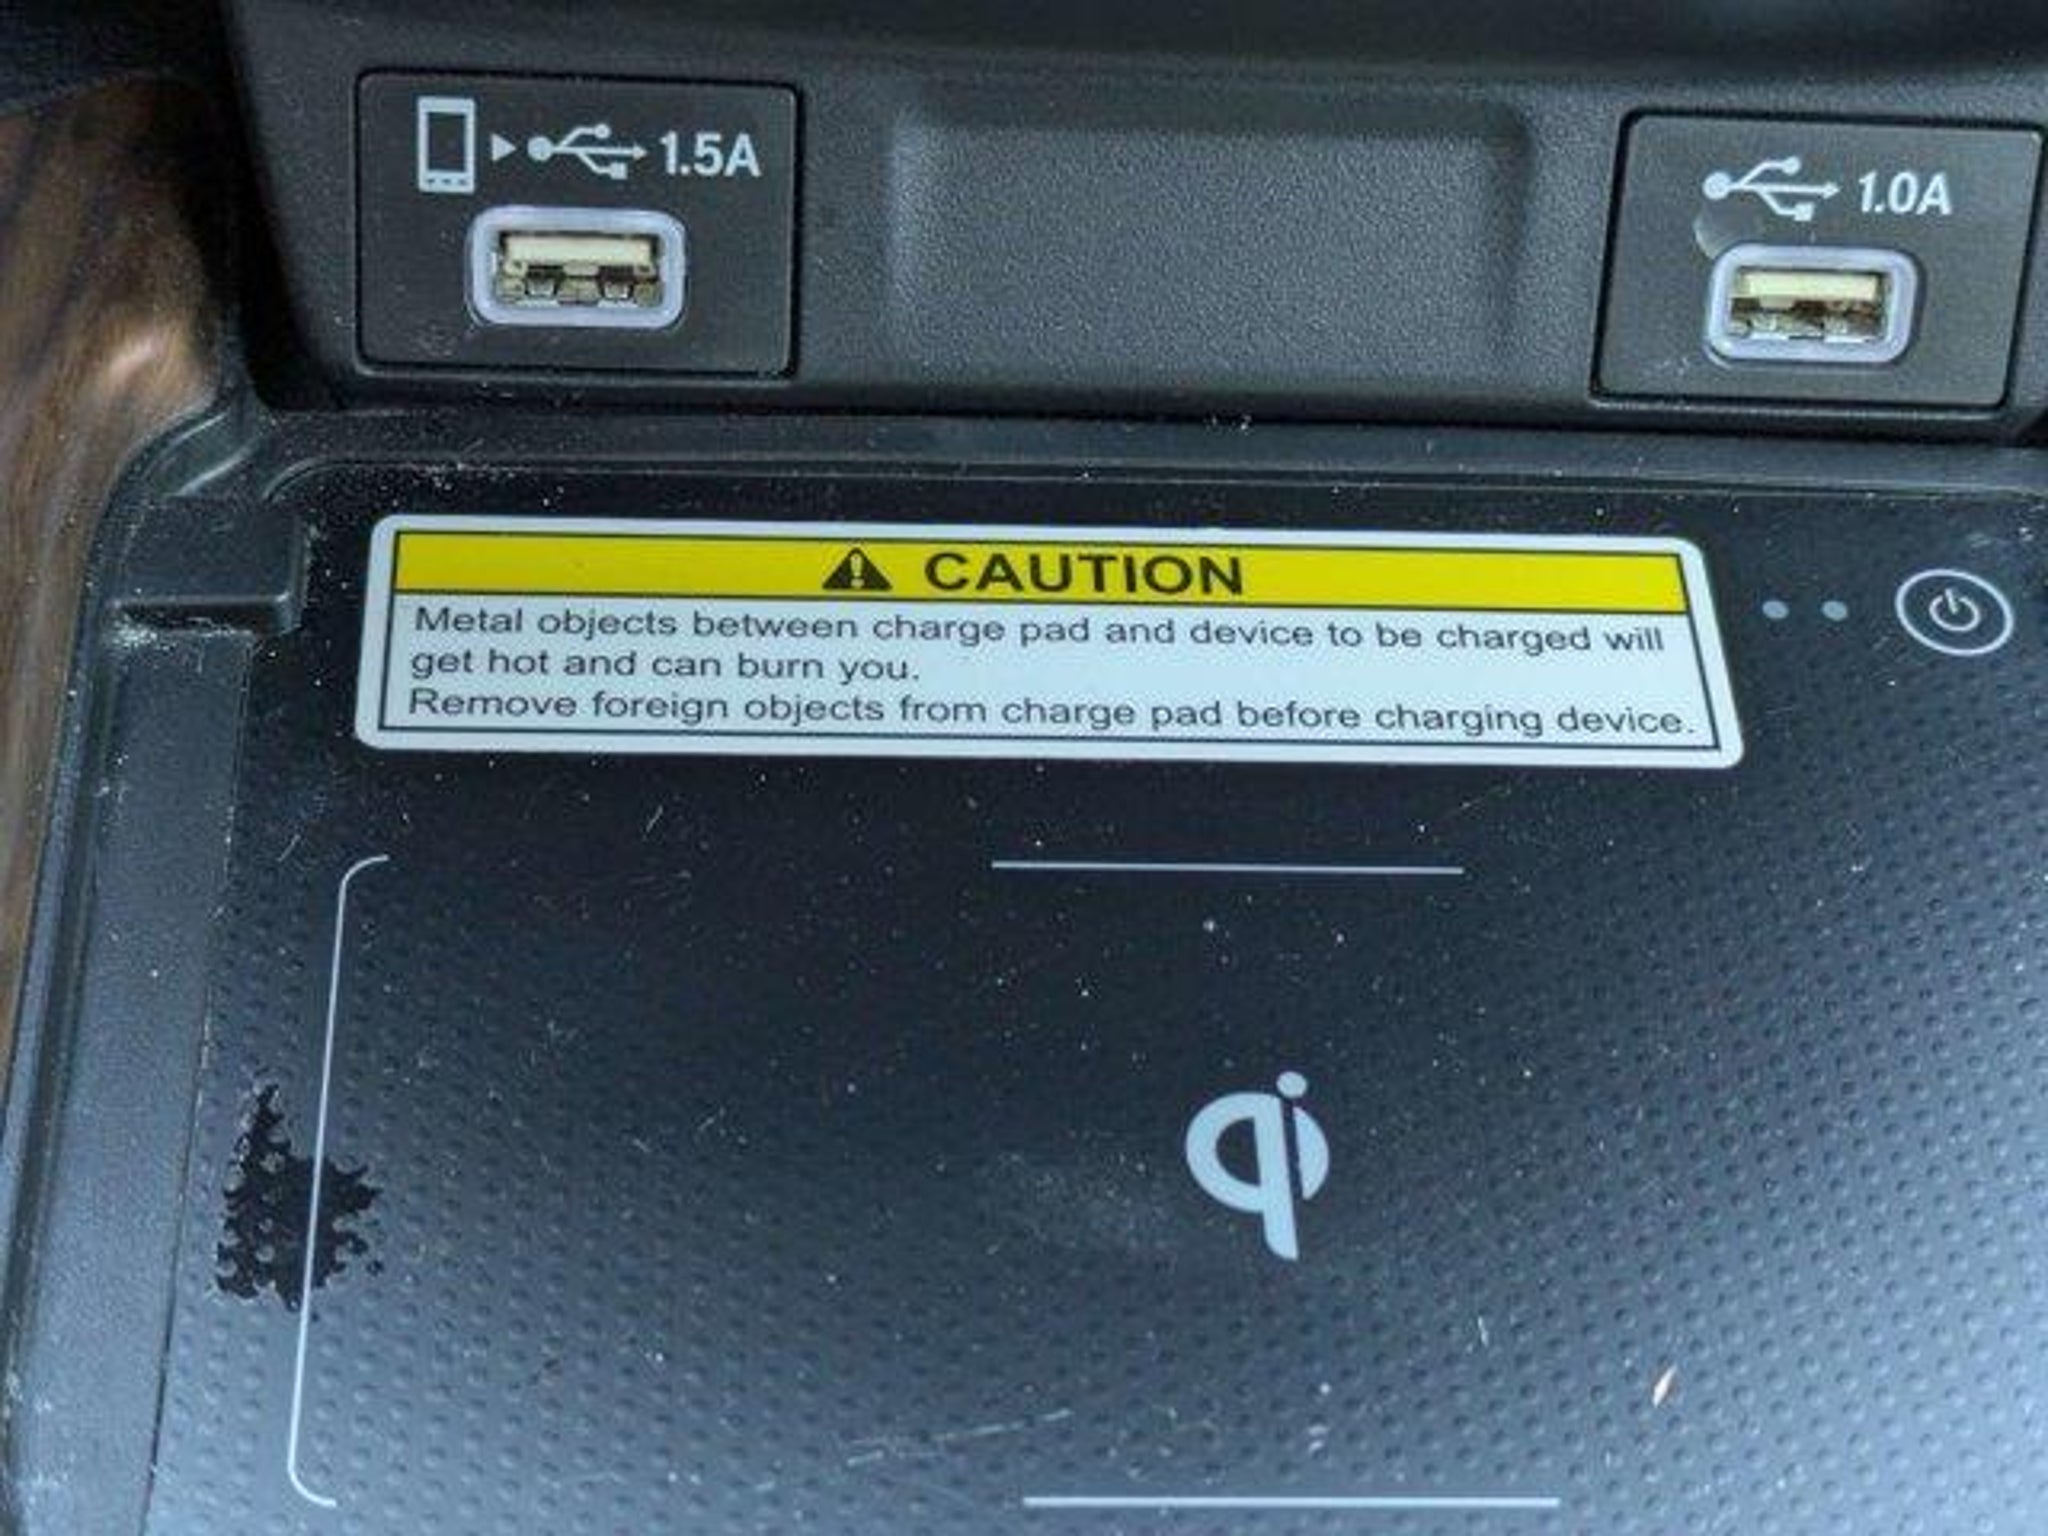 1.5A
1.0A
CAUTION
Metal objects between charge pad and device to be charged will
get hot and can burn you.
Remove foreign objects from charge pad before charging device.
qi